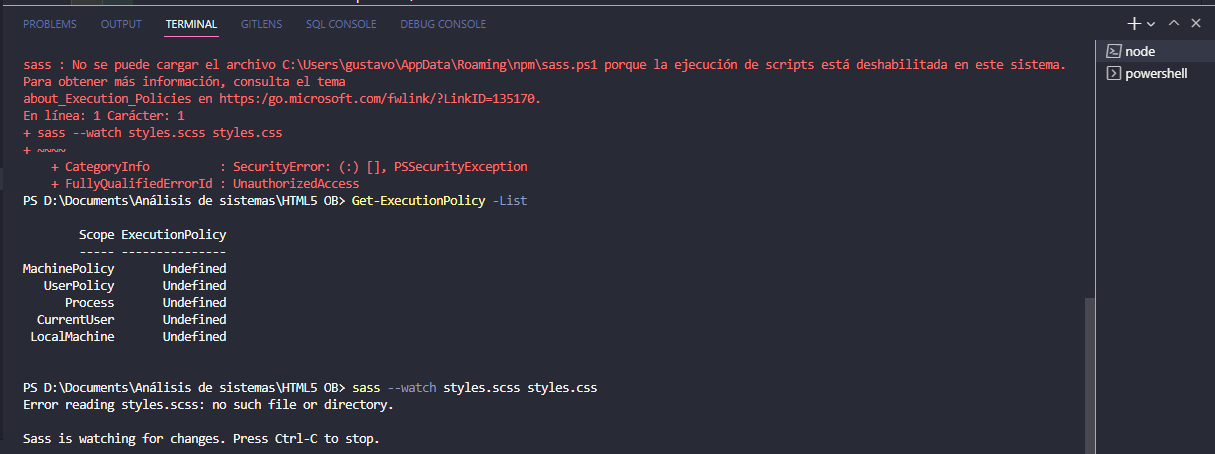 PROBLEMS OUTPUT TERMINAL GITLENS SQL CONSOLE DEBUG CONSOLE
node
powershell
sass : No se puede cargar el archivo C:\Users\gustavo\AppData\Roaming\npm\sass.ps1 porque la ejecución de scripts está deshabilitada en este sistema.
Para obtener más información, consulta el tema
about_Execution_Policies en https:/go.microsoft.com/fwlink/?LinkID=135170.
En línea: 1 Carácter: 1
+ sass --watch styles.scss styles.css
+ ~~~~
    + CategoryInfo          : SecurityError: (:) [], PSSecurityException
    + FullyQualifiedErrorId : UnauthorizedAccess
PS D:\Documents\Análisis de sistemas\HTML5 OB> Get-ExecutionPolicy -List
        Scope ExecutionPolicy
        ----- ---------------
MachinePolicy       Undefined
   UserPolicy       Undefined
      Process       Undefined
  CurrentUser       Undefined
 LocalMachine       Undefined
PS D:\Documents\Análisis de sistemas\HTML5 OB> sass --watch styles.scss styles.css
Error reading styles.scss: no such file or directory.
Sass is watching for changes. Press Ctrl-C to stop.